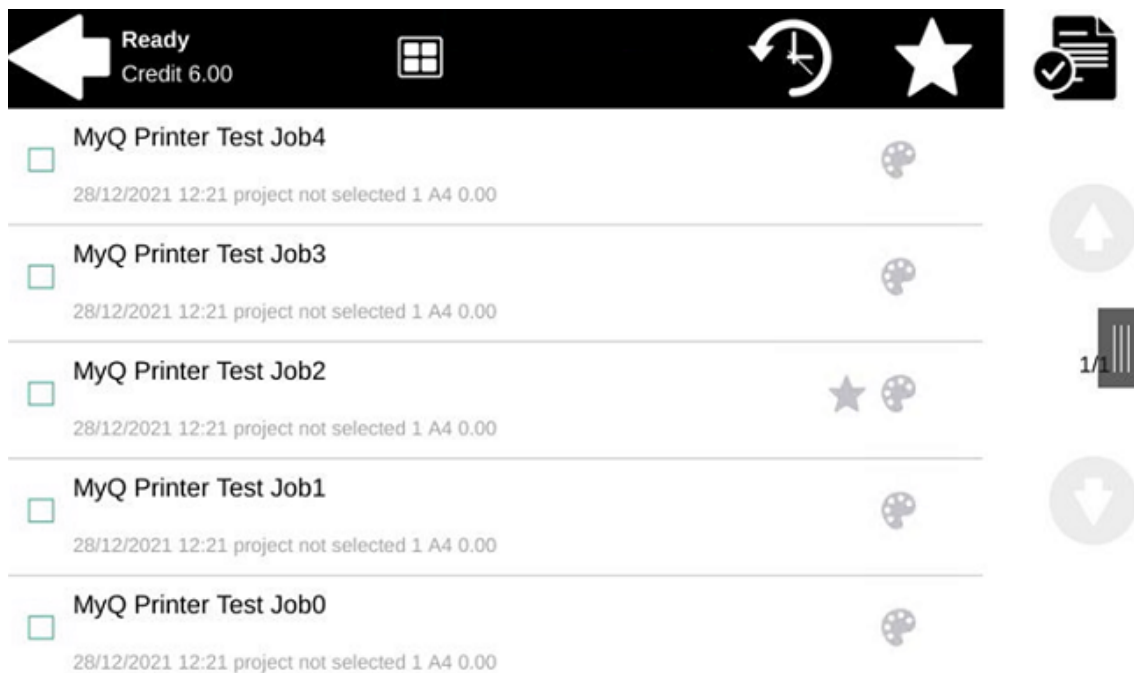 Ready
Credit 6.00
MyQ Printer Test Job4
28/12/2021 12:21 project not selected 1 A4 0.00
MyQ Printer Test Job3
28/12/2021 12:21 project not selected 1 A4 0.00
MyQ Printer Test Job2
28/12/2021 12:21 project not selected 1 A4 0.00
1/1
MyQ Printer Test Job1
28/12/2021 12:21 project not selected 1 A4 0.00
MyQ Printer Test Job0
28/12/2021 12:21 project not selected 1 A4 0.00